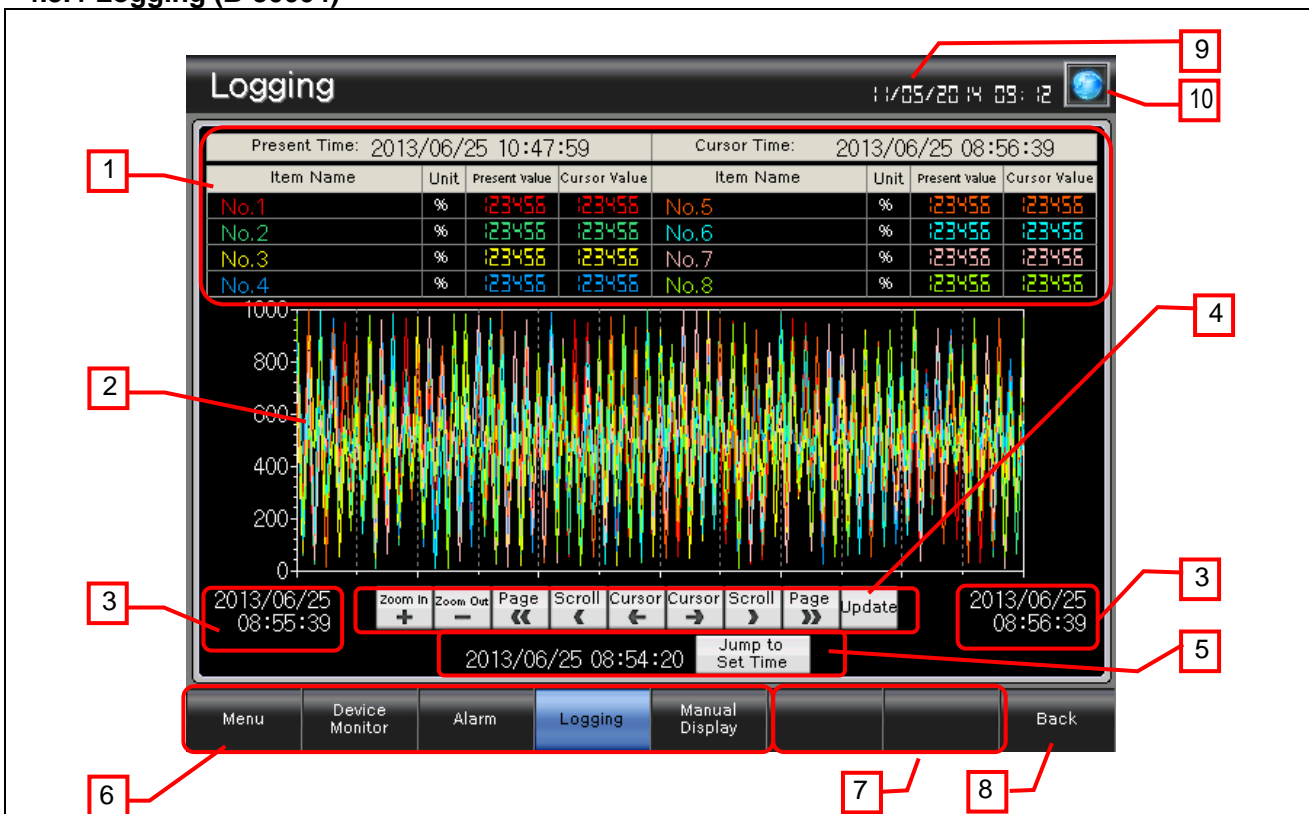 9
Logging
11/05/2014 09:12
10
Present Time: 2013/06/25 10:47:59 Cursor Time: 2013/06/25 08:56:39
1
Item Name Unit Present Value Cursor Value Item Name Unit Present Value Cursor Value
No.1 % 123456 123456 No.5 % 123456 123456
No.2 % 123456 123456 No.6 % 123456 123456
No.3 % 123456 123456 No.7 % 123456 123456
No.4 % 123456 123456 No.8 % 123456 123456
4
1000
800
2
600
400
200
0
3
2013/06/25
08:55:39
Zoom In + Zoom Out − Page « Scroll ‹ Cursor ← Cursor → Scroll › Page » Update
2013/06/25
08:56:39
3
2013/06/25 08:54:20 Jump to
Set Time
5
Menu Device
Monitor Alarm Logging Manual
Display Back
6
7
8